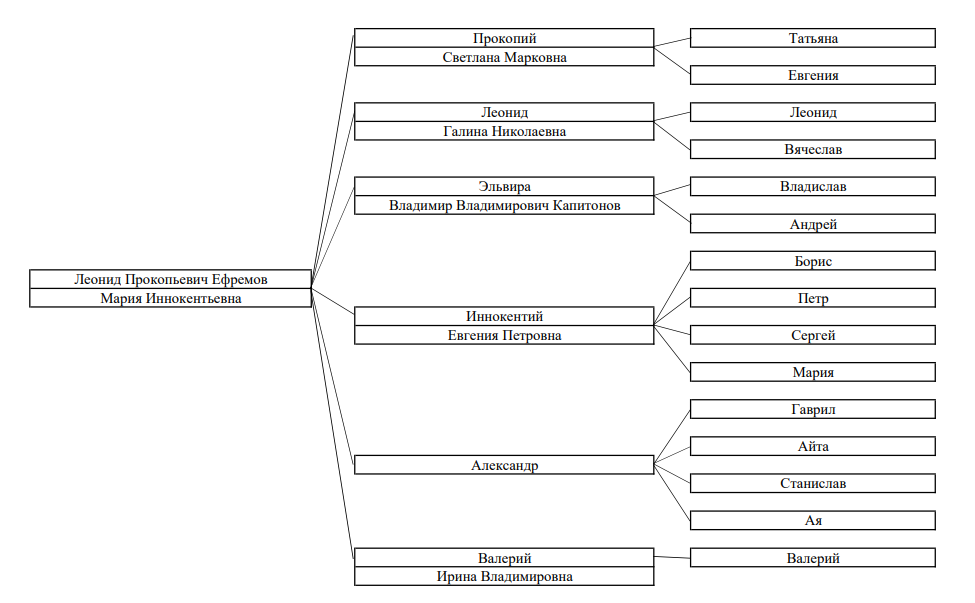 Леонид Прокопьевич Ефремов
Мария Иннокентьевна
Прокопий
Светлана Марковна
Татьяна
Евгения
Леонид
Галина Николаевна
Леонид
Вячеслав
Эльвира
Владимир Владимирович Капитонов
Владислав
Андрей
Иннокентий
Евгения Петровна
Борис
Петр
Сергей
Мария
Александр
Гаврил
Айта
Станислав
Ая
Валерий
Ирина Владимировна
Валерий